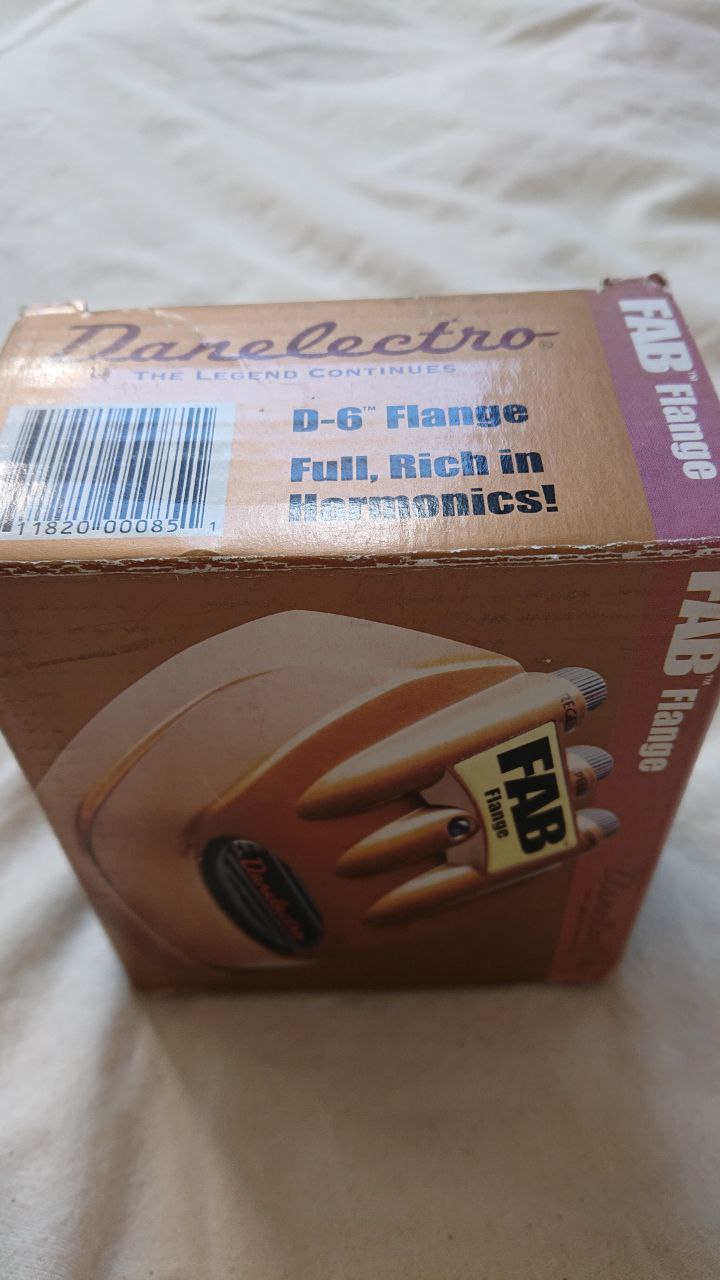 Danelectro®
THE LEGEND CONTINUES
D-6™ Flange
Full, Rich in
Harmonics!
11820 00085 1
FAB™ Flange
FAB™ Flange
FAB
Flange
Danelectro
Danelectro